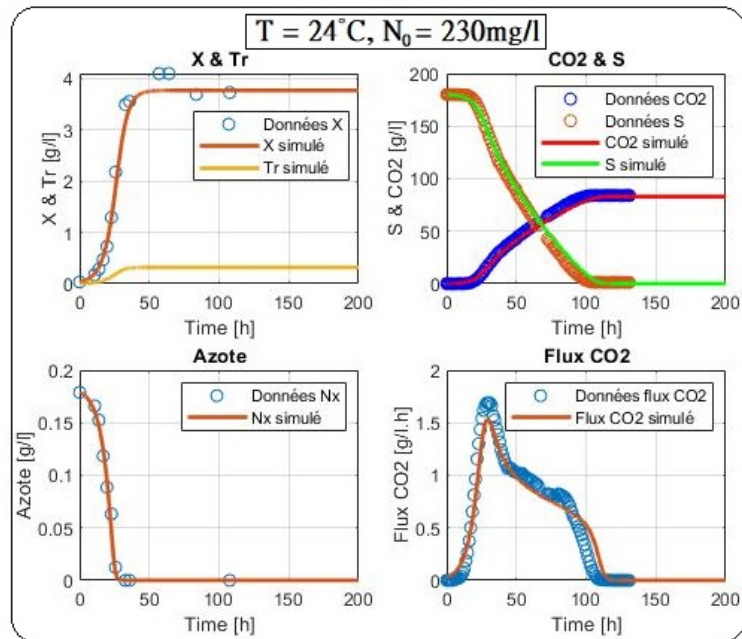 T = 24°C, N₀ = 230mg/l
X & Tr
4
3
2
1
0
X & Tr [g/l]
Données X
X simulé
Tr simulé
0 50 100 150 200
Time [h]
CO2 & S
200
150
100
50
0
S & CO2 [g/l]
Données CO2
Données S
CO2 simulé
S simulé
0 50 100 150 200
Time [h]
Azote
0.2
0.15
0.1
0.05
0
Azote [g/l]
Données Nx
Nx simulé
0 50 100 150 200
Time [h]
Flux CO2
2
1.5
1
0.5
0
Flux CO2 [g/l.h]
Données flux CO2
Flux CO2 simulé
0 50 100 150 200
Time [h]